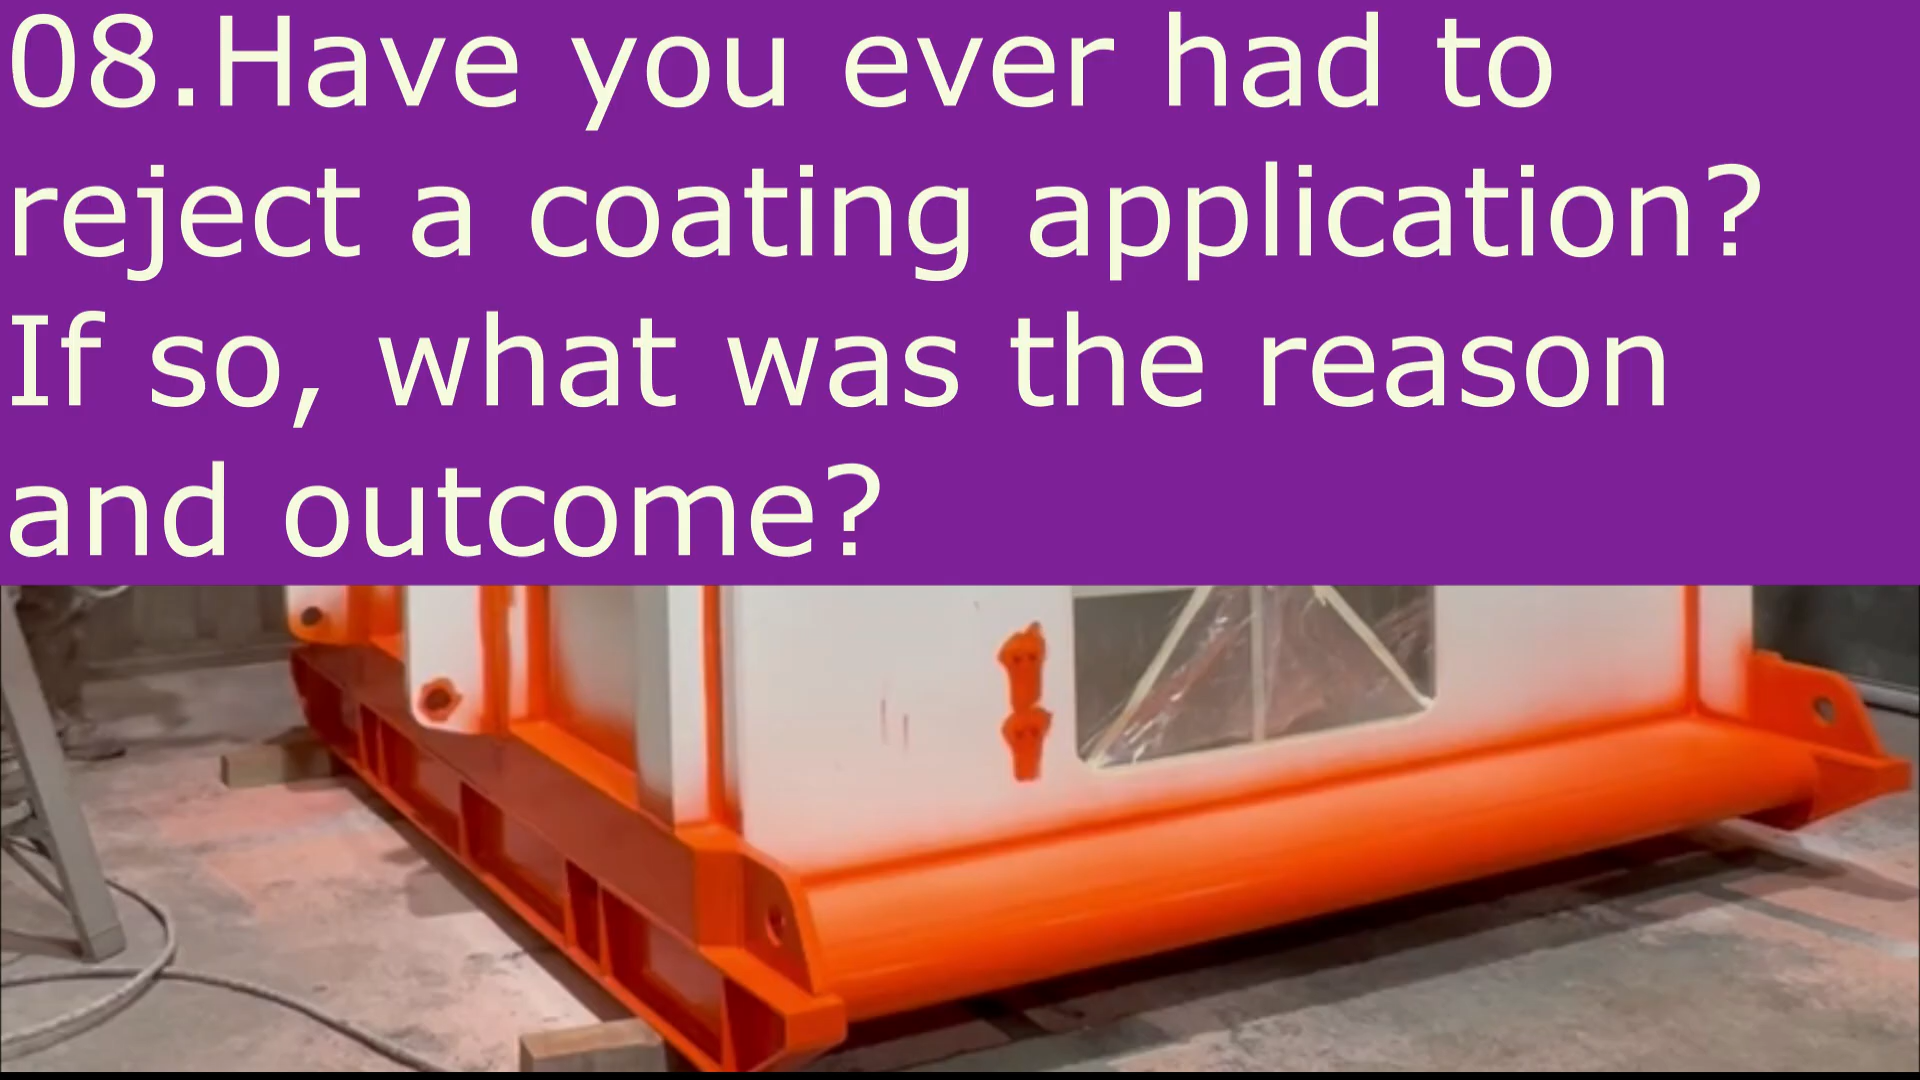 08.Have you ever had to
reject a coating application?
If so, what was the reason
and outcome?